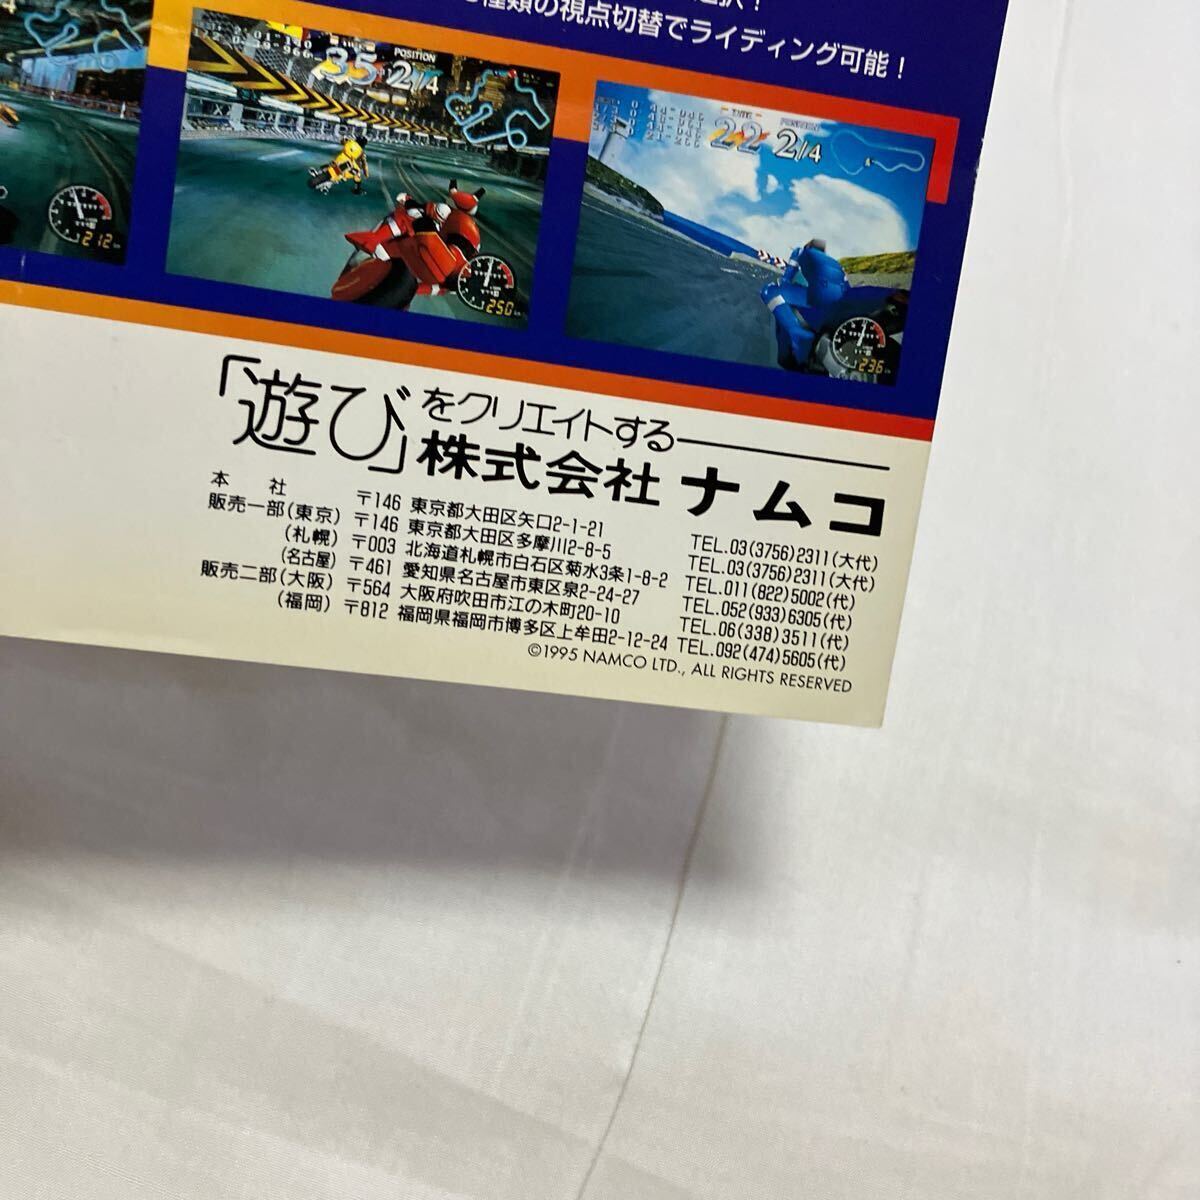 選択！
種類の視点切替でライディング可能！
POSITION
35 2/4
212
250
TIME POSITION
22 2/4
236
「遊び」をクリエイトする
株式会社 ナムコ
本 社 〒146 東京都大田区矢口2-1-21 TEL.03(3756)2311(大代)
販売一部(東京) 〒146 東京都大田区多摩川2-8-5 TEL.03(3756)2311(大代)
(札幌) 〒003 北海道札幌市白石区菊水3条1-8-2 TEL.011(822)5002(代)
(名古屋) 〒461 愛知県名古屋市東区泉2-24-27 TEL.052(933)6305(代)
販売二部(大阪) 〒564 大阪府吹田市江の木町20-10 TEL.06(338)3511(代)
(福岡) 〒812 福岡県福岡市博多区上牟田2-12-24 TEL.092(474)5605(代)
©1995 NAMCO LTD., ALL RIGHTS RESERVED